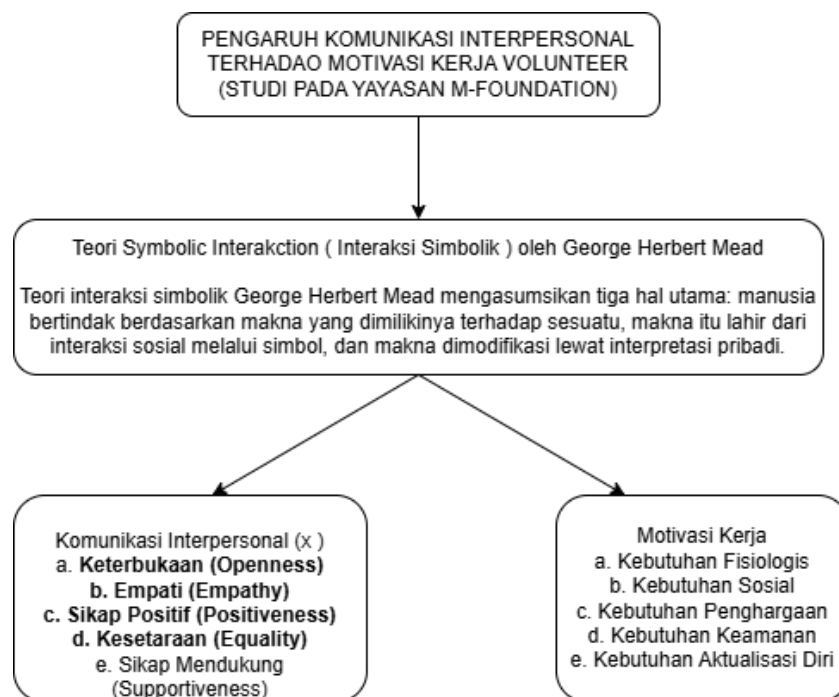 PENGARUH KOMUNIKASI INTERPERSONAL
TERHADAO MOTIVASI KERJA VOLUNTEER
(STUDI PADA YAYASAN M-FOUNDATION)
Teori Symbolic Interakction ( Interaksi Simbolik ) oleh George Herbert Mead
Teori interaksi simbolik George Herbert Mead mengasumsikan tiga hal utama: manusia
bertindak berdasarkan makna yang dimilikinya terhadap sesuatu, makna itu lahir dari
interaksi sosial melalui simbol, dan makna dimodifikasi lewat interpretasi pribadi.
Komunikasi Interpersonal (x )
a. Keterbukaan (Openness)
b. Empati (Empathy)
c. Sikap Positif (Positiveness)
d. Kesetaraan (Equality)
e. Sikap Mendukung
(Supportiveness)
Motivasi Kerja
a. Kebutuhan Fisiologis
b. Kebutuhan Sosial
c. Kebutuhan Penghargaan
d. Kebutuhan Keamanan
e. Kebutuhan Aktualisasi Diri